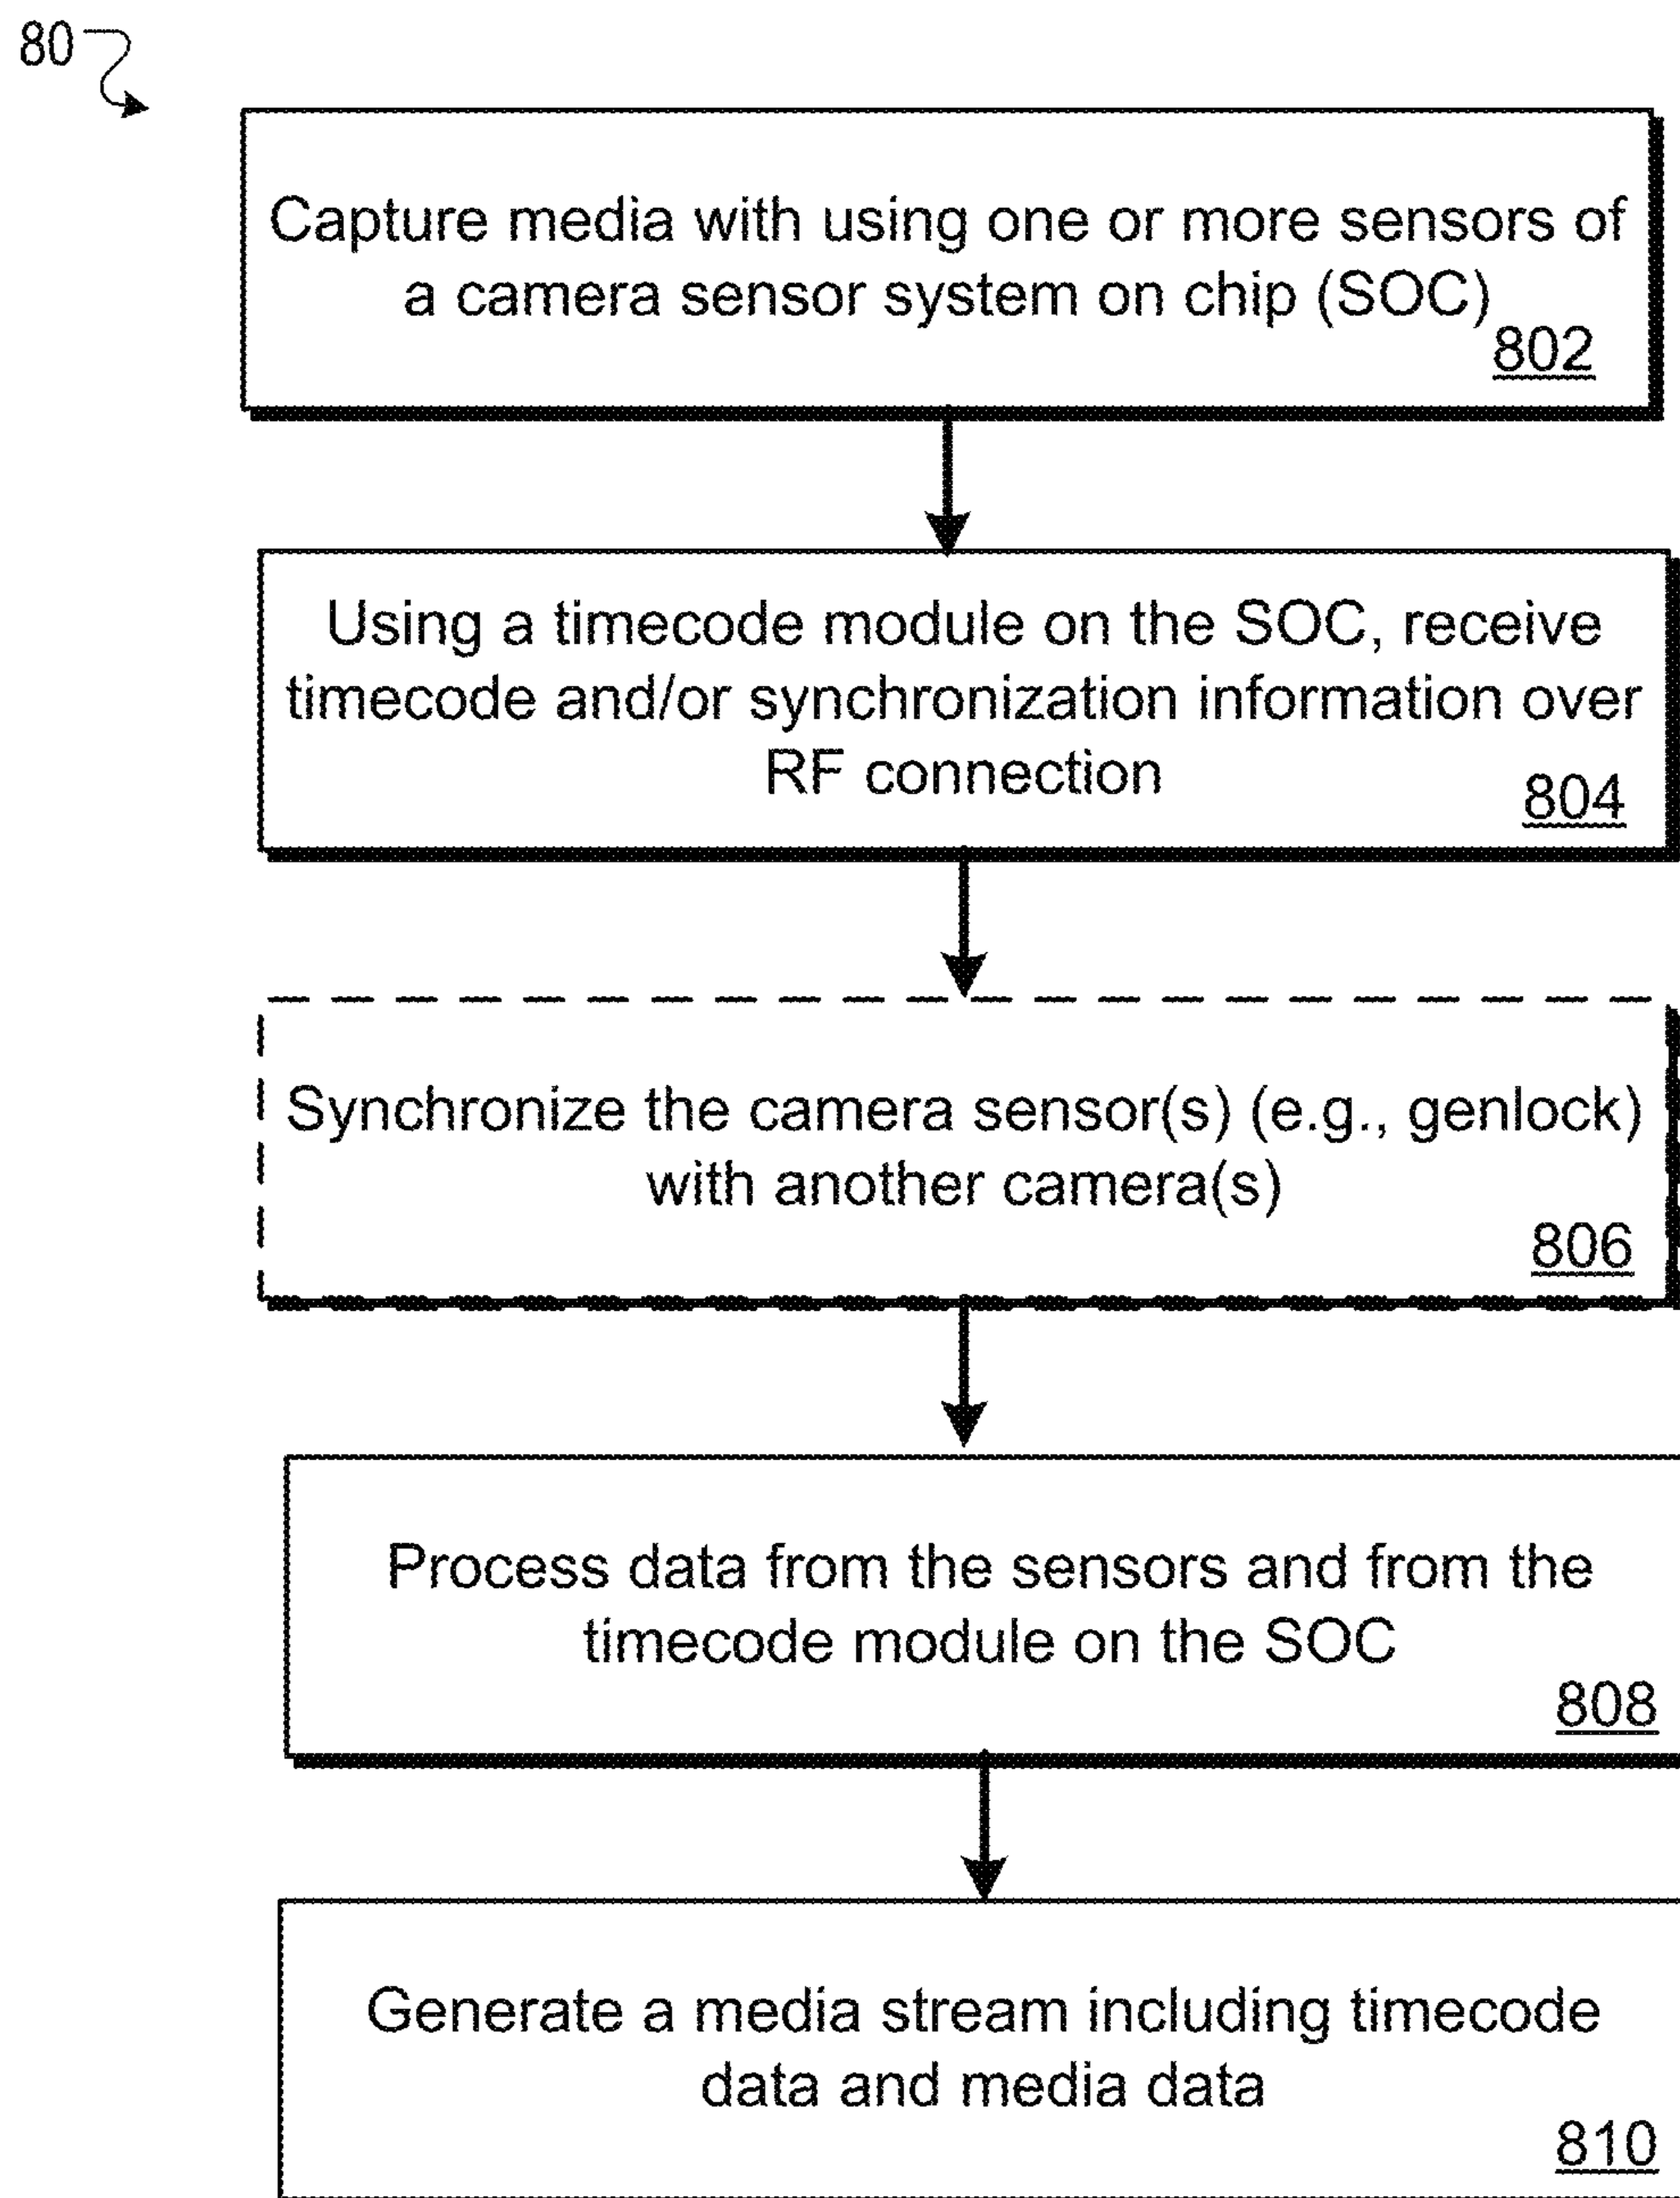 80
Capture media with using one or more sensors of
a camera sensor system on chip (SOC)
802
Using a timecode module on the SOC, receive
timecode and/or synchronization information over
RF connection
804
Synchronize the camera sensor(s) (e.g., genlock)
with another camera(s)
806
Process data from the sensors and from the
timecode module on the SOC
808
Generate a media stream including timecode
data and media data
810